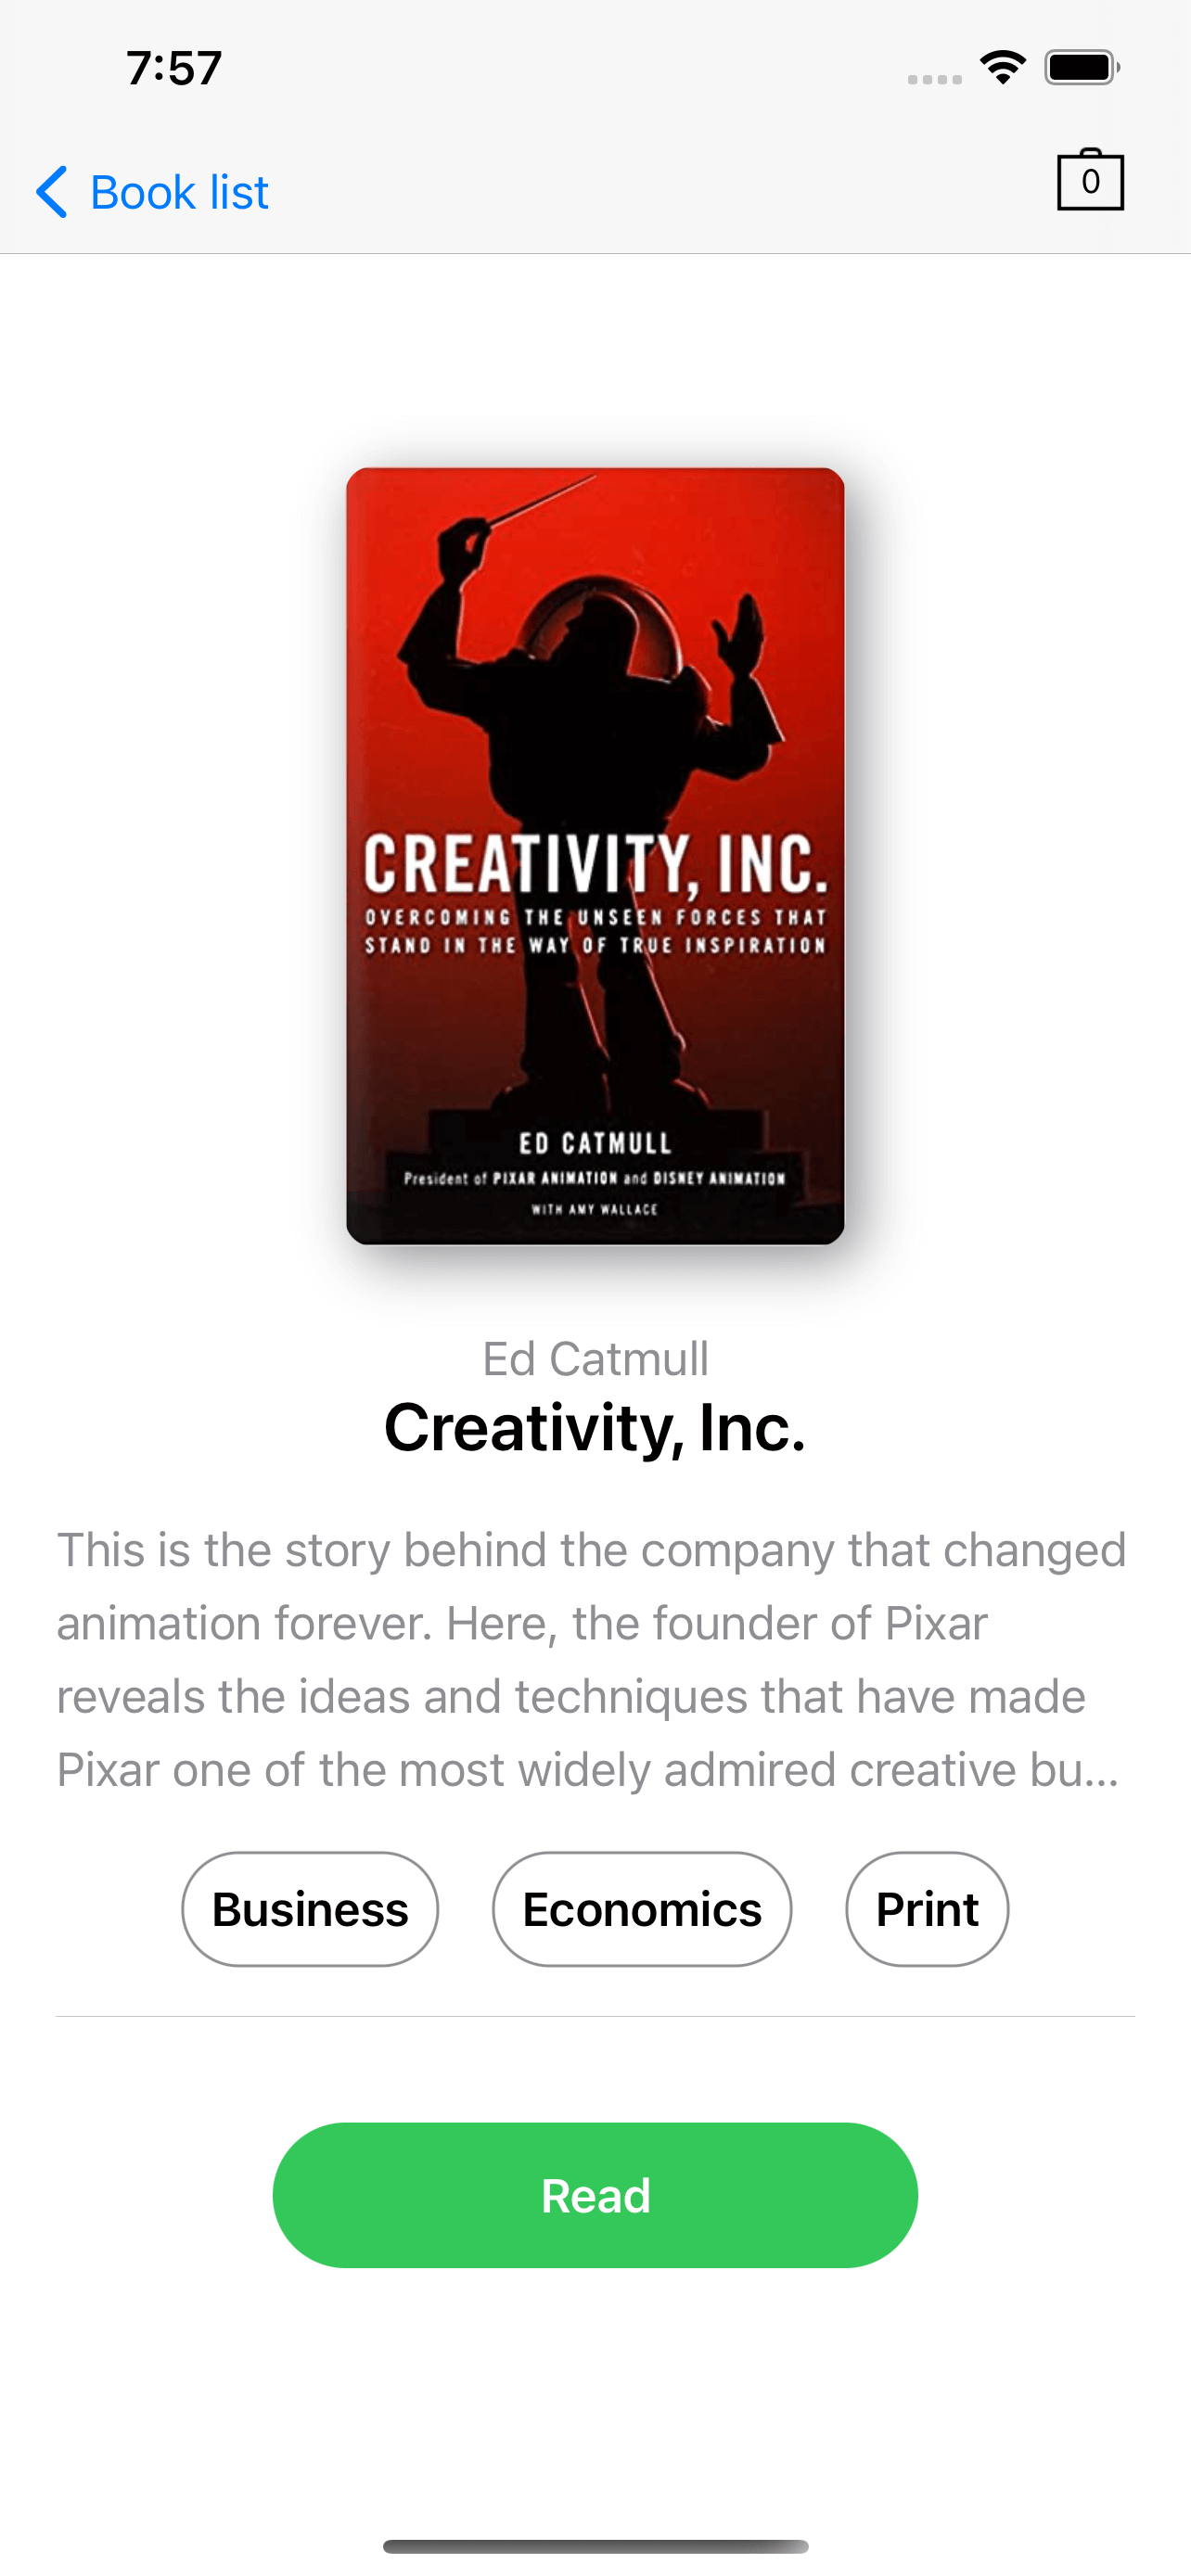 7:57
Book list
0
CREATIVITY, INC.
OVERCOMING THE UNSEEN FORCES THAT
STAND IN THE WAY OF TRUE INSPIRATION
ED CATMULL
President of PIXAR ANIMATION and DISNEY ANIMATION
WITH AMY WALLACE
Ed Catmull
Creativity, Inc.
This is the story behind the company that changed
animation forever. Here, the founder of Pixar
reveals the ideas and techniques that have made
Pixar one of the most widely admired creative bu...
Business Economics Print
Read